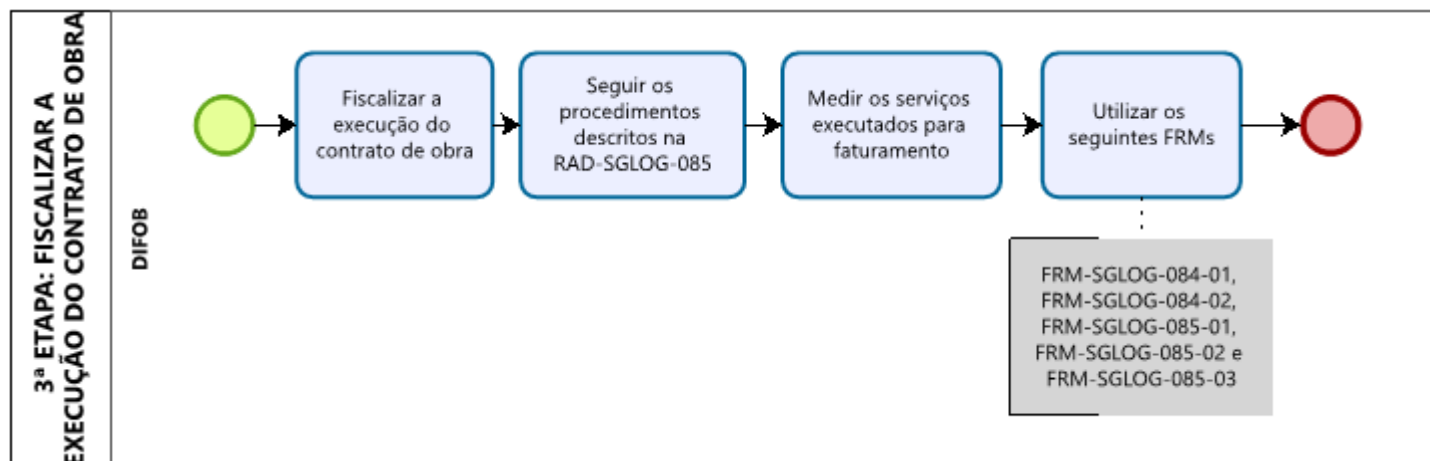 3ª ETAPA: FISCALIZAR A
EXECUÇÃO DO CONTRATO DE OBRA
DIFOB
Fiscalizar a
execução do
contrato de obra
Seguir os
procedimentos
descritos na
RAD-SGLOG-085
Medir os serviços
executados para
faturamento
Utilizar os
seguintes FRMs
FRM-SGLOG-084-01,
FRM-SGLOG-084-02,
FRM-SGLOG-085-01,
FRM-SGLOG-085-02 e
FRM-SGLOG-085-03